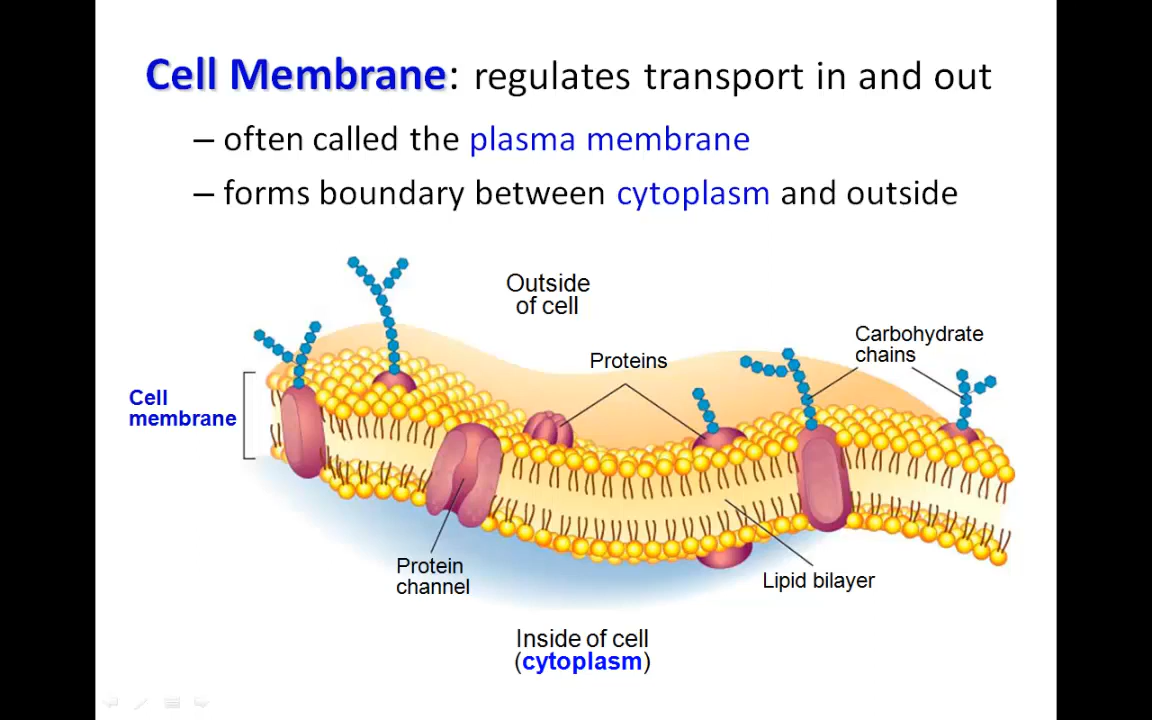 Cell Membrane: regulates transport in and out
– often called the plasma membrane
– forms boundary between cytoplasm and outside
Outside
of cell
Carbohydrate
chains
Proteins
Cell
membrane
Protein
channel
Lipid bilayer
Inside of cell
(cytoplasm)